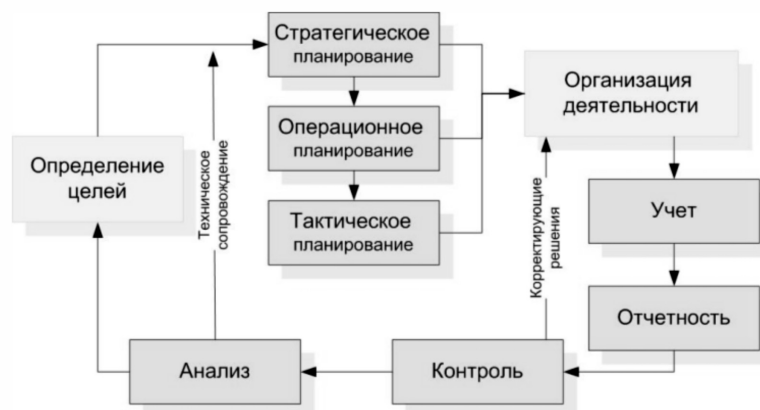 Стратегическое
планирование
Организация
деятельности
Операционное
планирование
Определение
целей
Техническое
сопровождение
Тактическое
планирование
Корректирующие
решения
Учет
Отчетность
Анализ
Контроль